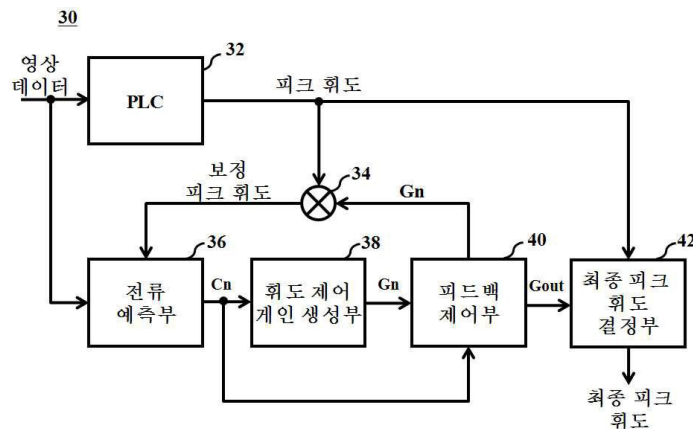 30
영상
데이터
32
PLC
피크 휘도
보정
피크 휘도
34
Gn
36
전류
예측부
Cn
38
휘도 제어
게인 생성부
Gn
40
피드백
제어부
Gout
42
최종 피크
휘도
결정부
최종 피크
휘도